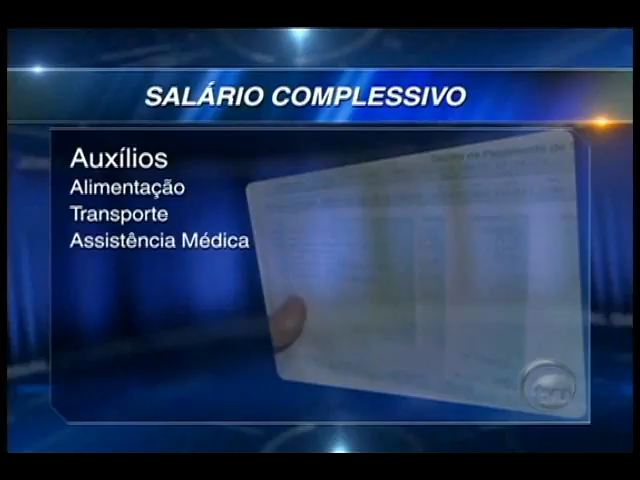 SALÁRIO COMPLESSIVO
Auxílios
Alimentação
Transporte
Assistência Médica